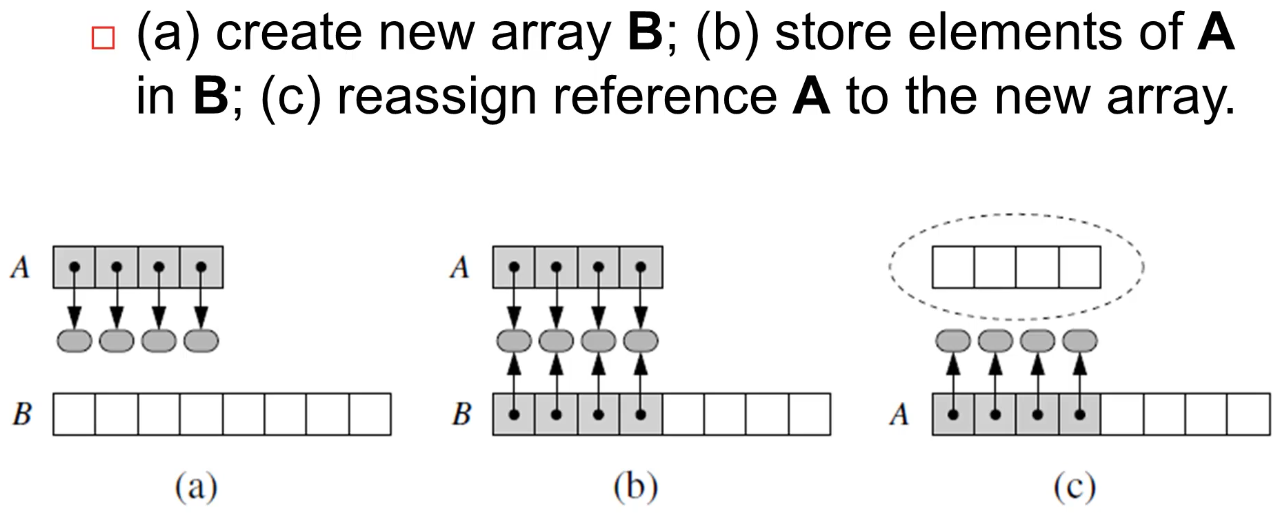 (a) create new array B; (b) store elements of A
in B; (c) reassign reference A to the new array.
A
A
B
B
A
(a)
(b)
(c)